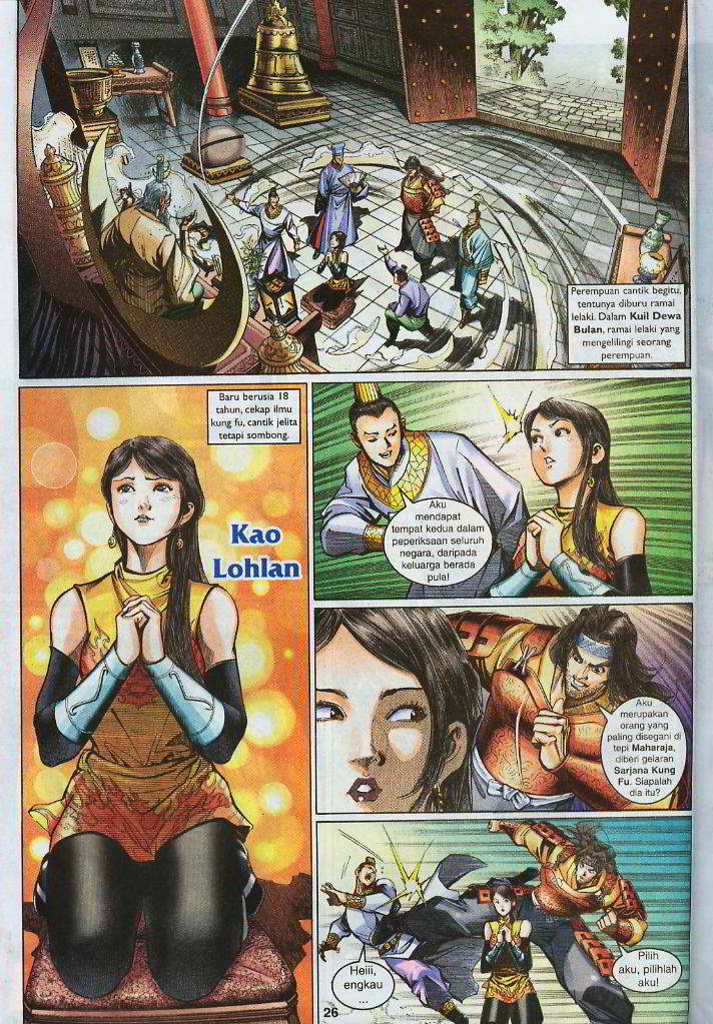 Perempuan cantik begitu,
tentunya diburu ramai
lelaki. Dalam Kuil Dewa
Bulan, ramai lelaki yang
mengelilingi seorang
perempuan.
Baru berusia 18
tahun, cekap ilmu
kung fu, cantik jelita
tetapi sombong.
Kao
Lohlan
Aku
mendapat
tempat kedua dalam
peperiksaan seluruh
negara, daripada
keluarga berada
pula!
Aku
merupakan
orang yang
paling disegani di
tepi Maharaja,
diberi gelaran
Sarjana Kung
Fu. Siapalah
dia itu?
Heiii,
engkau
...
Pilih
aku, pilihlah
aku!
26